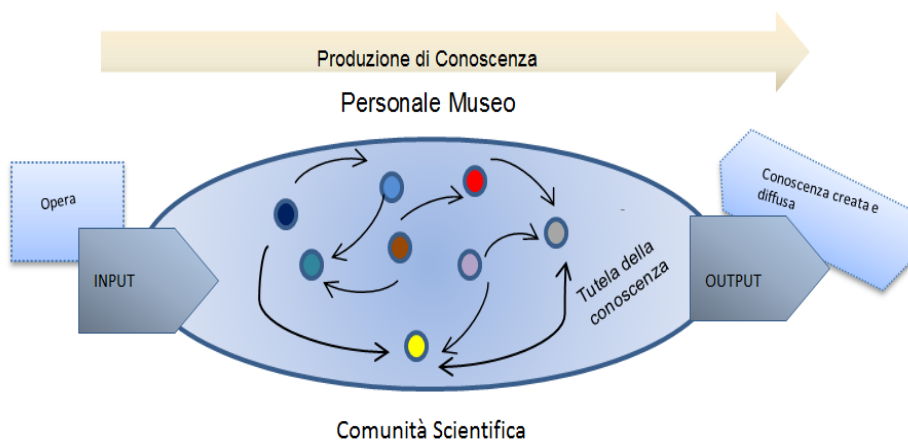 Produzione di Conoscenza
Personale Museo
Opera
INPUT
Tutela della
conoscenza
OUTPUT
Conoscenza creata e
diffusa
Comunità Scientifica